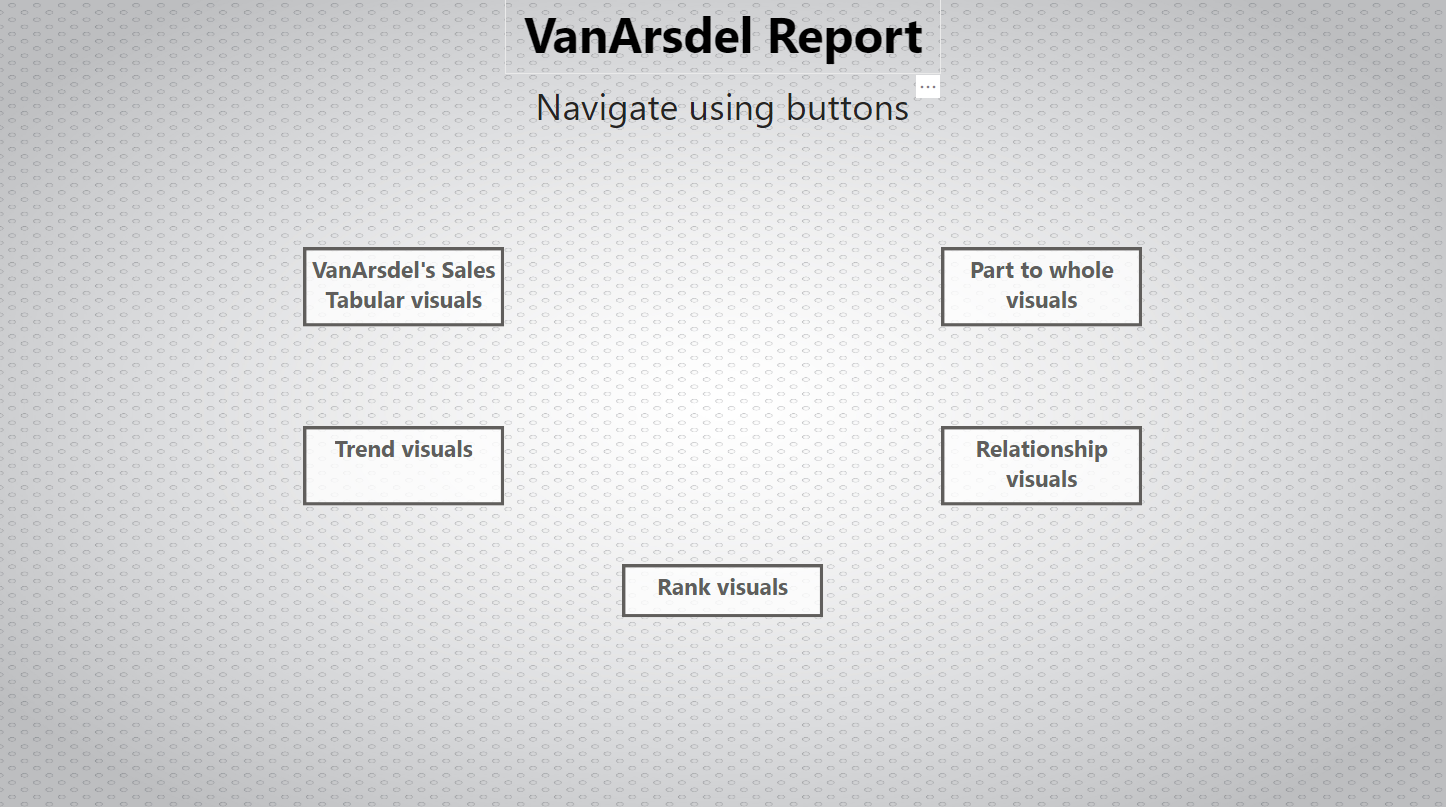 VanArsdel Report
...
Navigate using buttons
VanArsdel's Sales
Tabular visuals
Part to whole
visuals
Trend visuals
Relationship
visuals
Rank visuals